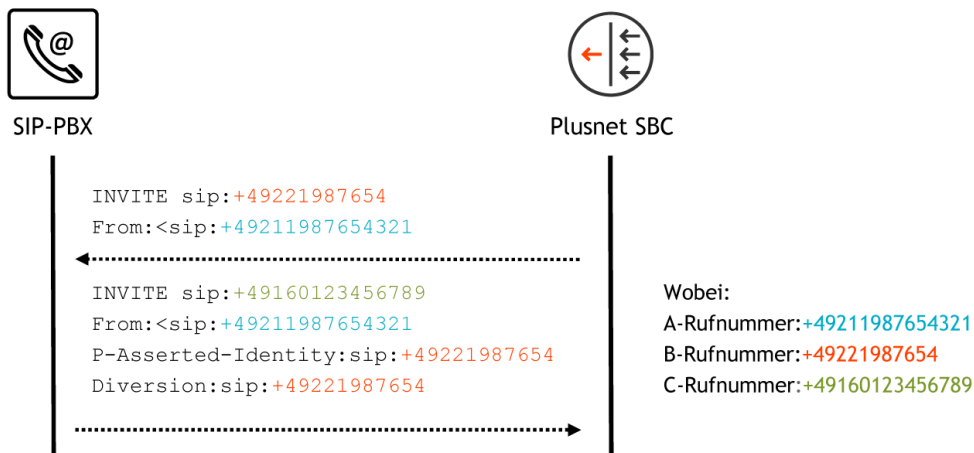 @
SIP-PBX
Plusnet SBC
INVITE sip:+49221987654
From:<sip:+49211987654321
INVITE sip:+49160123456789
From:<sip:+49211987654321
P-Asserted-Identity:sip:+49221987654
Diversion:sip:+49221987654
Wobei:
A-Rufnummer:+49211987654321
B-Rufnummer:+49221987654
C-Rufnummer:+49160123456789